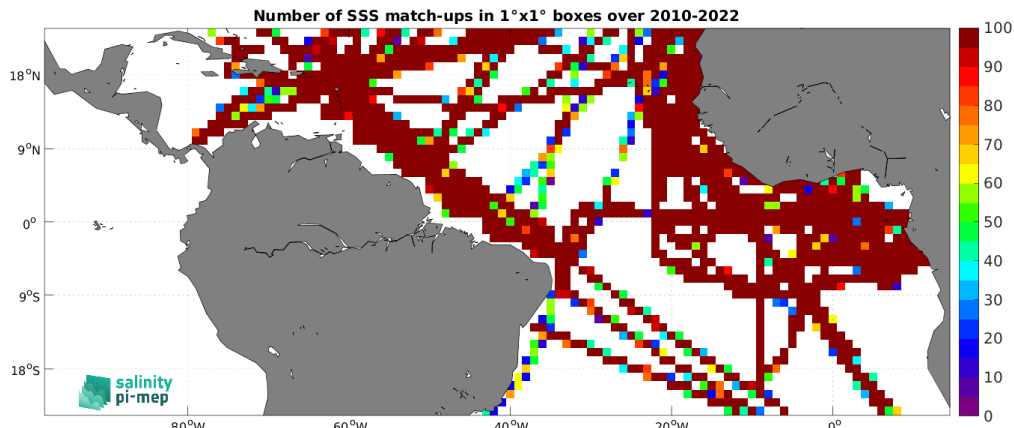 Number of SSS match-ups in 1°x1° boxes over 2010-2022
100
90
80
70
60
50
40
30
20
10
0
18°N
9°N
0°
9°S
18°S
salinity
pi-mep
80°W
60°W
40°W
20°W
0°